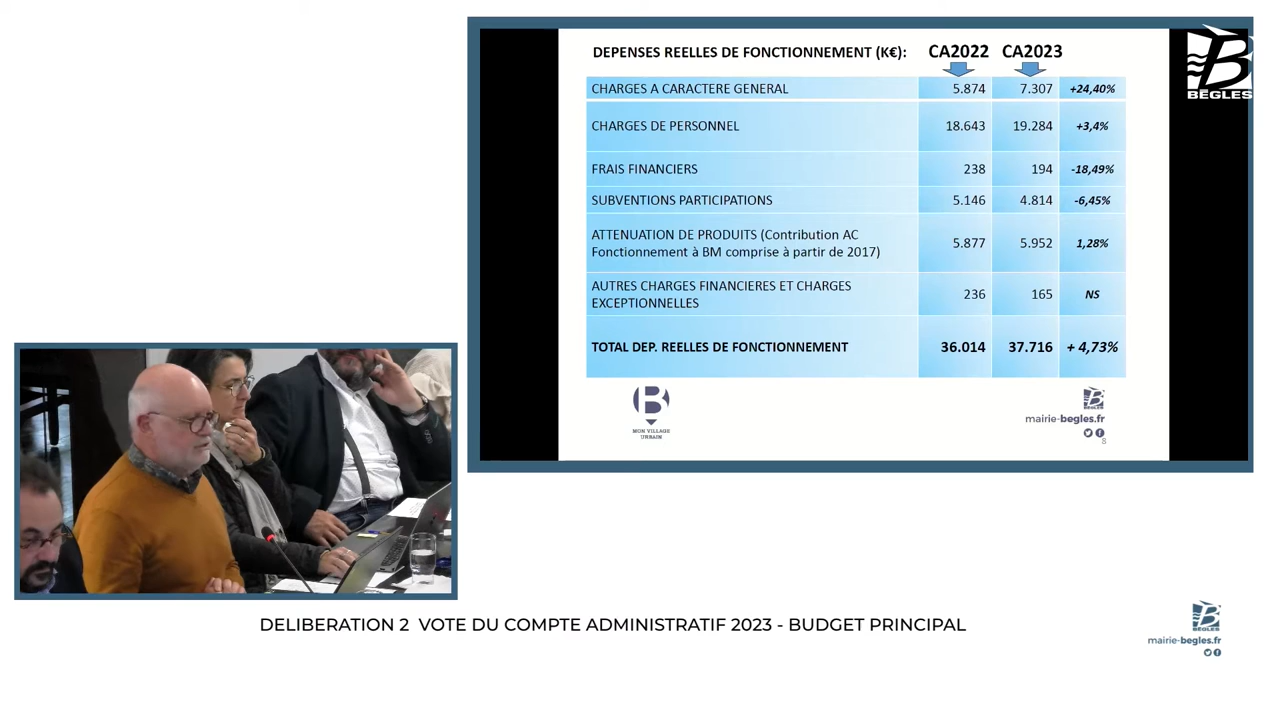 DEPENSES REELLES DE FONCTIONNEMENT (K€): CA2022 CA2023
CHARGES A CARACTERE GENERAL 5.874 7.307 +24,40%
CHARGES DE PERSONNEL 18.643 19.284 +3,4%
FRAIS FINANCIERS 238 194 -18,49%
SUBVENTIONS PARTICIPATIONS 5.146 4.814 -6,45%
ATTENUATION DE PRODUITS (Contribution AC
Fonctionnement à BM comprise à partir de 2017) 5.877 5.952 1,28%
AUTRES CHARGES FINANCIERES ET CHARGES
EXCEPTIONNELLES 236 165 NS
TOTAL DEP. REELLES DE FONCTIONNEMENT 36.014 37.716 + 4,73%
B
MON VILLAGE
URBAIN
B
BEGLES
mairie-begles.fr
8
B
BEGLES
DELIBERATION 2 VOTE DU COMPTE ADMINISTRATIF 2023 - BUDGET PRINCIPAL
B
BEGLES
mairie-begles.fr